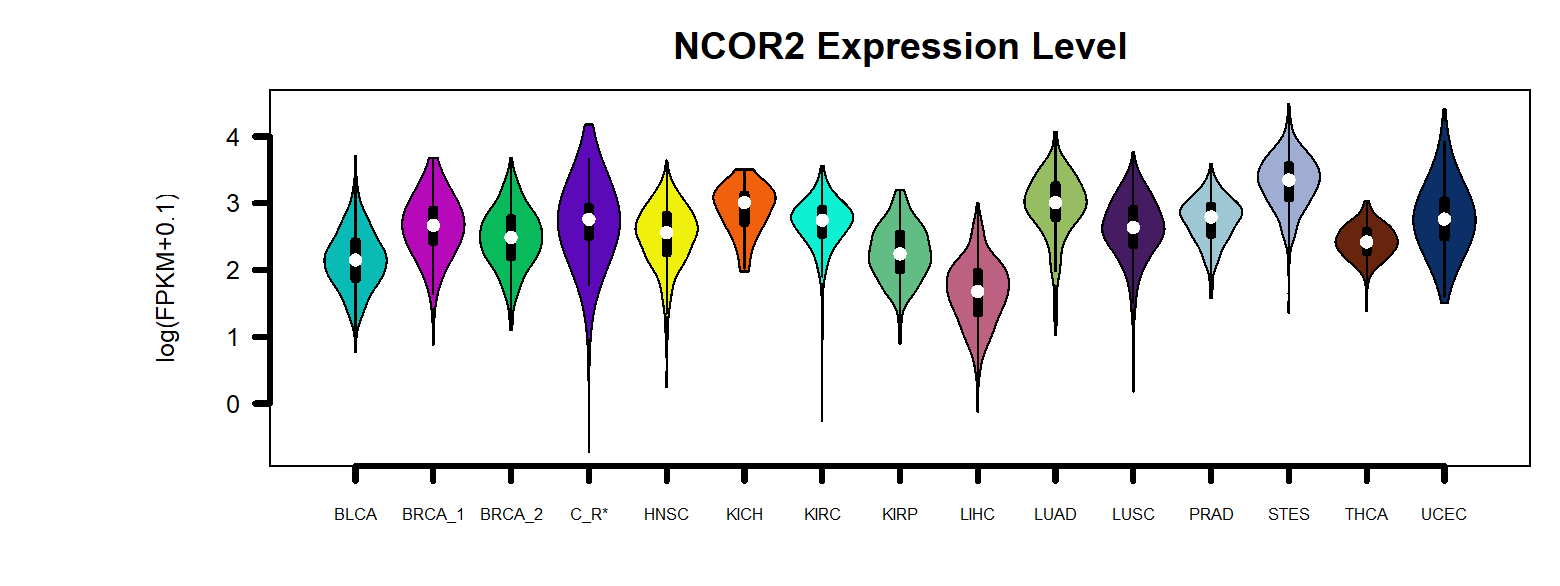 NCOR2 Expression Level
log(FPKM+0.1)
4
3
2
1
0
BLCA BRCA_1 BRCA_2 C_R* HNSC KICH KIRC KIRP LIHC LUAD LUSC PRAD STES THCA UCEC